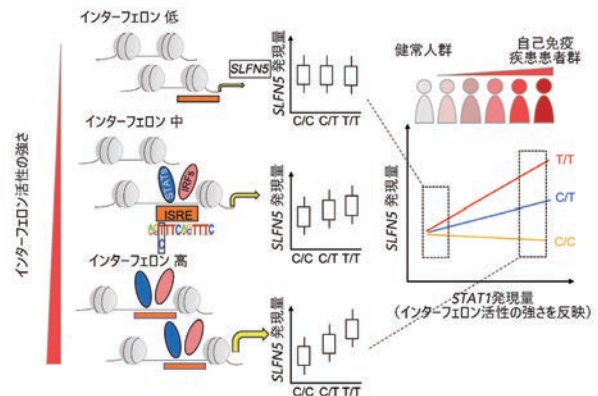 インターフェロン活性の強さ
インターフェロン 低
SLFN5
SLFN5 発現量
C/C C/T T/T
インターフェロン 中
STATs
IRFs
ISRE
C
SLFN5 発現量
C/C C/T T/T
インターフェロン 高
SLFN5 発現量
C/C C/T T/T
健常人群
自己免疫
疾患患者群
SLFN5 発現量
T/T
C/T
C/C
STAT1発現量
(インターフェロン活性の強さを反映)